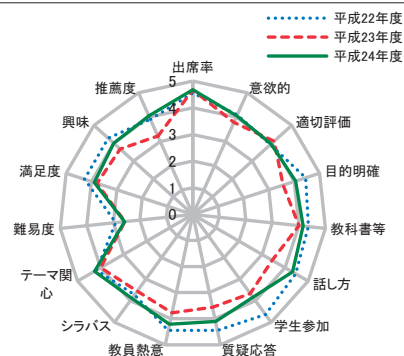 平成22年度
平成23年度
平成24年度
出席率
意欲的
適切評価
目的明確
教科書等
話し方
学生参加
質疑応答
教員熱意
シラバス
テーマ関
心
難易度
満足度
興味
推薦度
5
4
3
2
1
0